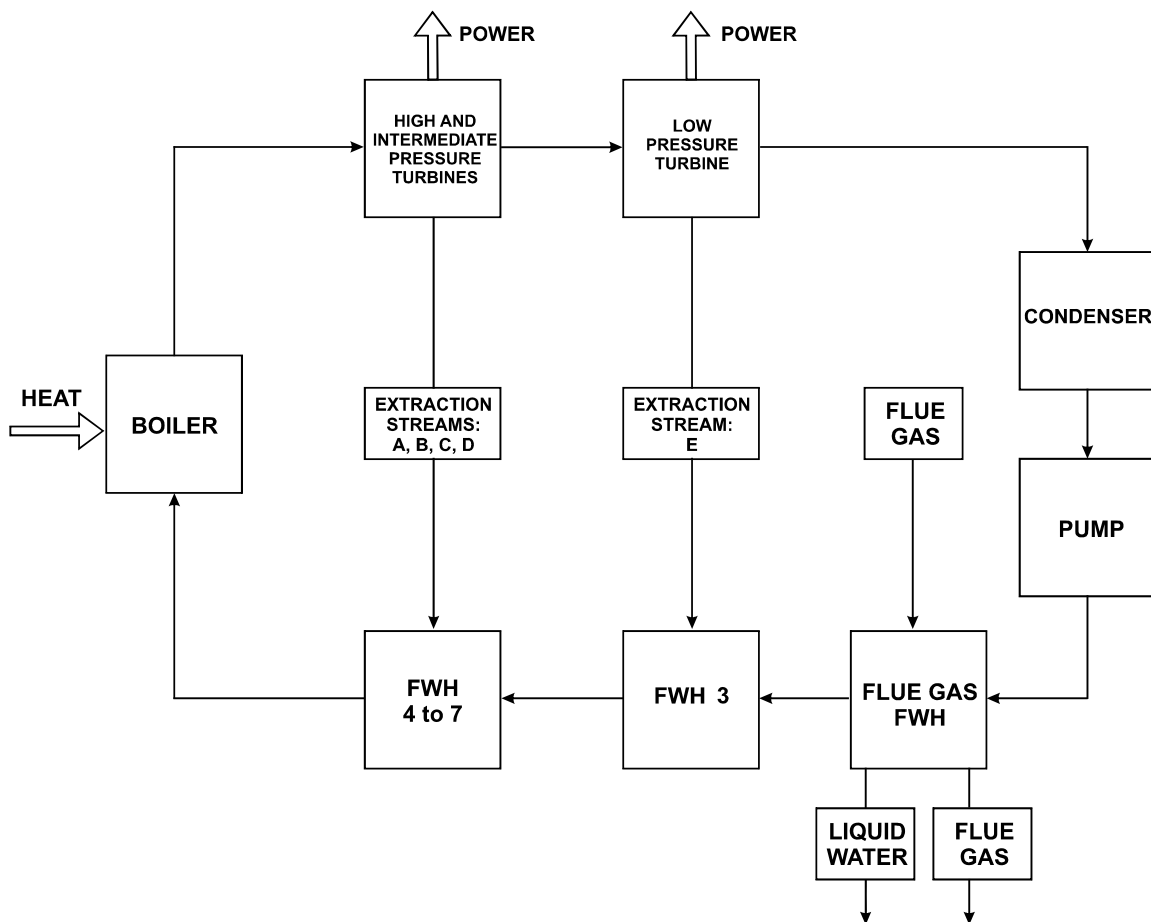 POWER
POWER
HIGH AND
INTERMEDIATE
PRESSURE
TURBINES
LOW
PRESSURE
TURBINE
CONDENSER
HEAT
BOILER
EXTRACTION
STREAMS:
A, B, C, D
EXTRACTION
STREAM:
E
FLUE
GAS
PUMP
FWH
4 to 7
FWH 3
FLUE GAS
FWH
LIQUID
WATER
FLUE
GAS